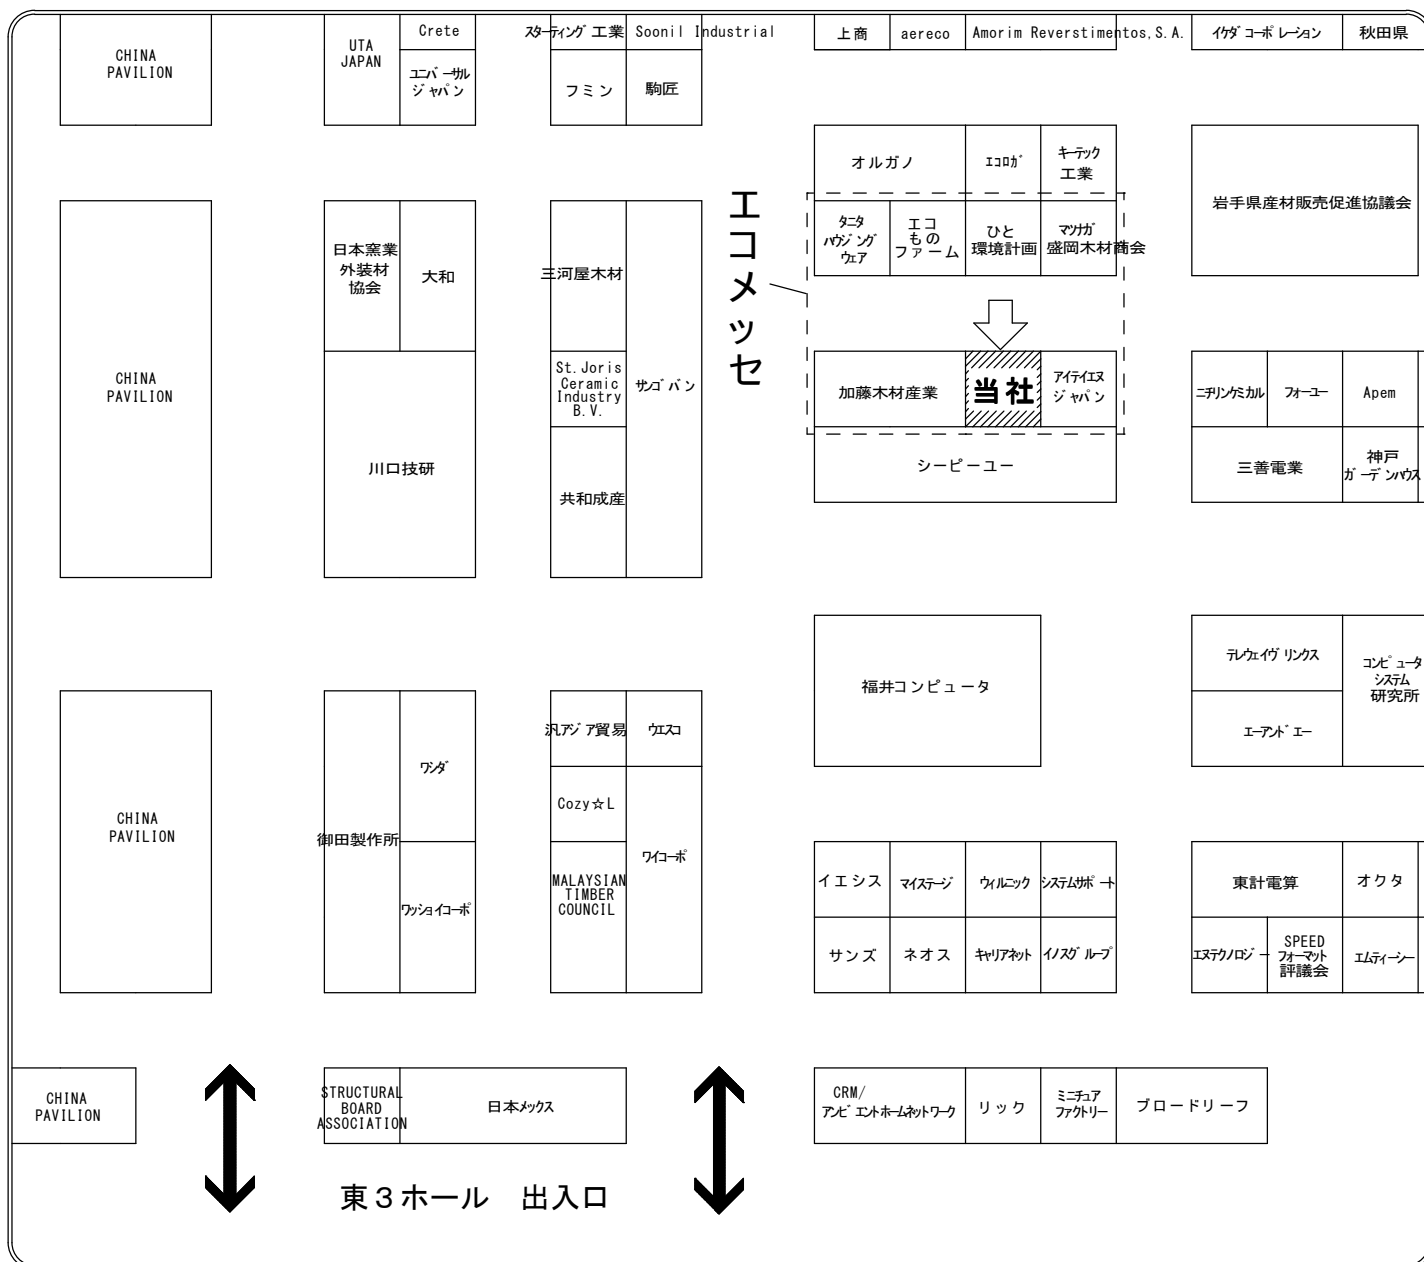 CHINA
PAVILION
UTA
JAPAN
Crete
ユニバーサル
ジャパン
スターティング工業
Soonil Industrial
フミン
駒匠
上商
aereco
Amorim Reverstimentos,S.A.
イケダコーポレーション
秋田県
オルガノ
エコロガ
キーテック
工業
岩手県産材販売促進協議会
エコメッセ
タニタ
ハウジング
ウェア
エコ
もの
ファーム
ひと
環境計画
マツナガ
盛岡木材商会
CHINA
PAVILION
日本窯業
外装材
協会
大和
川口技研
三河屋木材
St.Joris
Ceramic
Industry
B.V.
共和成産
サンゴバン
加藤木材産業
当社
アイティエヌ
ジャパン
シーピーユー
ニチリンケミカル
フォーユー
Apem
三善電業
神戸
ガーデンハウス
福井コンピュータ
テレウェイヴリンクス
エーアンドエー
コンピュータ
システム
研究所
CHINA
PAVILION
御田製作所
ワンダ
ワッショイコーポ
汎アジア貿易
ウエスコ
Cozy☆L
MALAYSIAN
TIMBER
COUNCIL
ワイコーポ
イエシス
マイステージ
ウィルニック
システムサポート
サンズ
ネオス
キャリアネット
イノスグループ
東計電算
オクタ
エヌテクノロジー
SPEED
フォーマット
評議会
エムティーシー
CHINA
PAVILION
STRUCTURAL
BOARD
ASSOCIATION
日本メックス
CRM/
アンビエントホームネットワーク
リック
ミニチュア
ファクトリー
ブロードリーフ
東3ホール 出入口